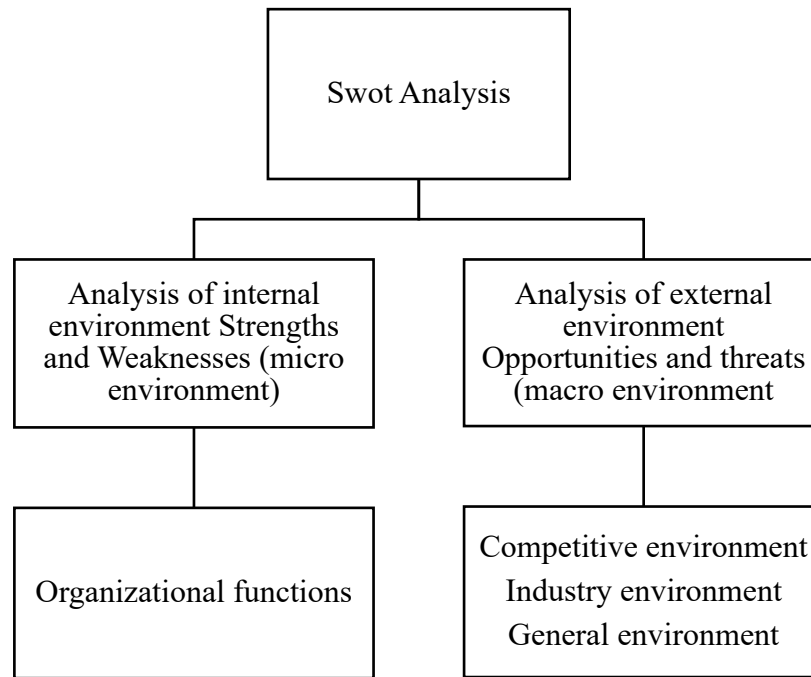 Swot Analysis
Analysis of internal
environment Strengths
and Weaknesses (micro
environment)
Analysis of external
environment
Opportunities and threats
(macro environment
Organizational functions
Competitive environment
Industry environment
General environment